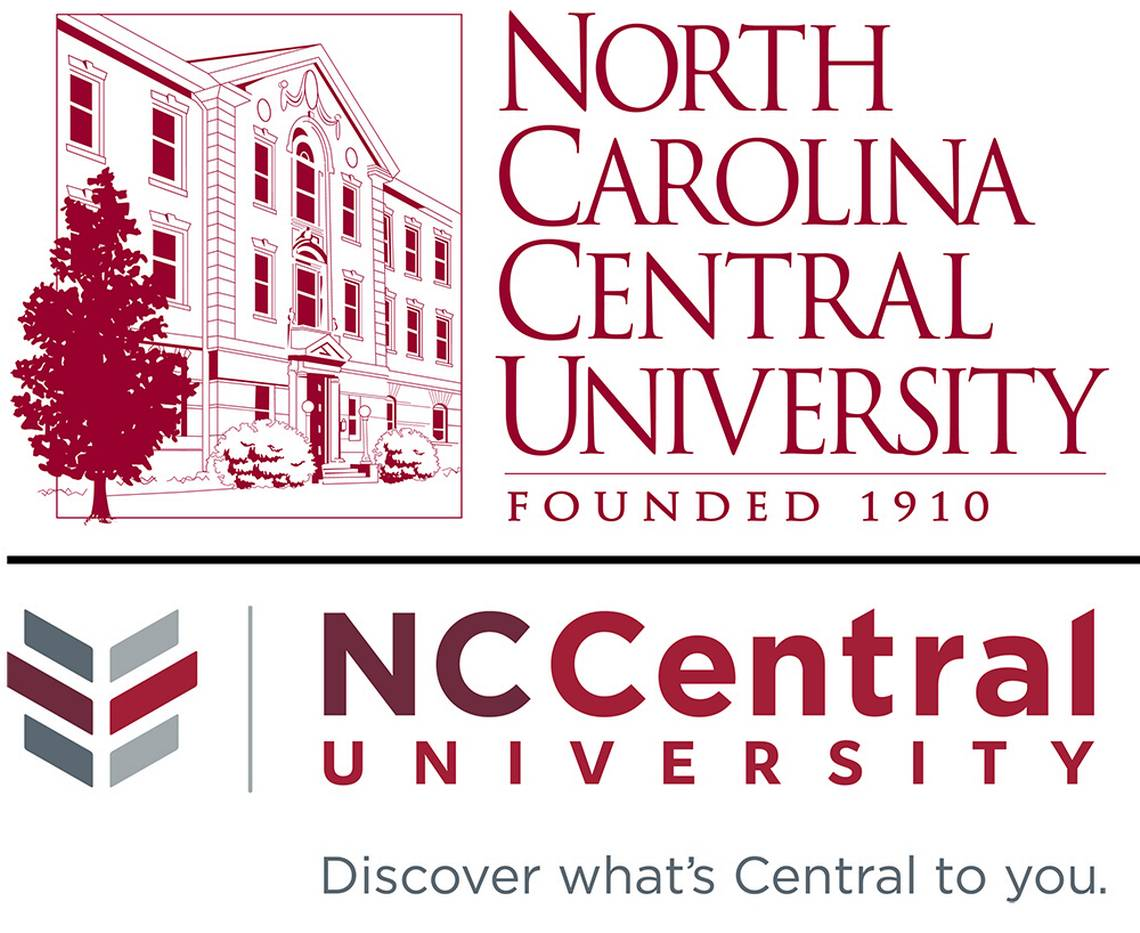 NORTH
CAROLINA
CENTRAL
UNIVERSITY
FOUNDED 1910
NCCentral
UNIVERSITY
Discover what’s Central to you.